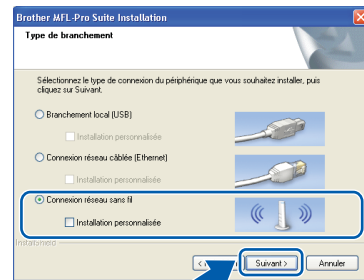 Brother MFL-Pro Suite Installation
Type de branchement
Sélectionnez le type de connexion du périphérique que vous souhaitez installer, puis
cliquez sur Suivant.
Branchement local (USB)
Installation personnalisée
Connexion réseau câblée (Ethernet)
Installation personnalisée
Connexion réseau sans fil
Installation personnalisée
InstallShield
Suivant >
Annuler